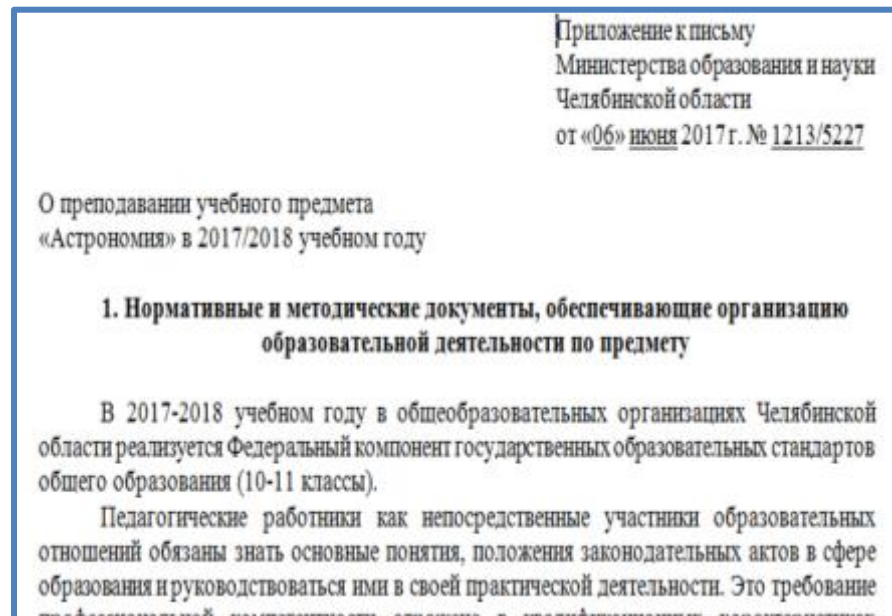 Приложение к письму
Министерства образования и науки
Челябинской области
от «06» июня 2017 г. № 1213/5227
О преподавании учебного предмета
«Астрономия» в 2017/2018 учебном году
1. Нормативные и методические документы, обеспечивающие организацию
образовательной деятельности по предмету
В 2017-2018 учебном году в общеобразовательных организациях Челябинской
области реализуется Федеральный компонент государственных образовательных стандартов
общего образования (10-11 классы).
Педагогические работники как непосредственные участники образовательных
отношений обязаны знать основные понятия, положения законодательных актов в сфере
образования и руководствоваться ими в своей практической деятельности. Это требование